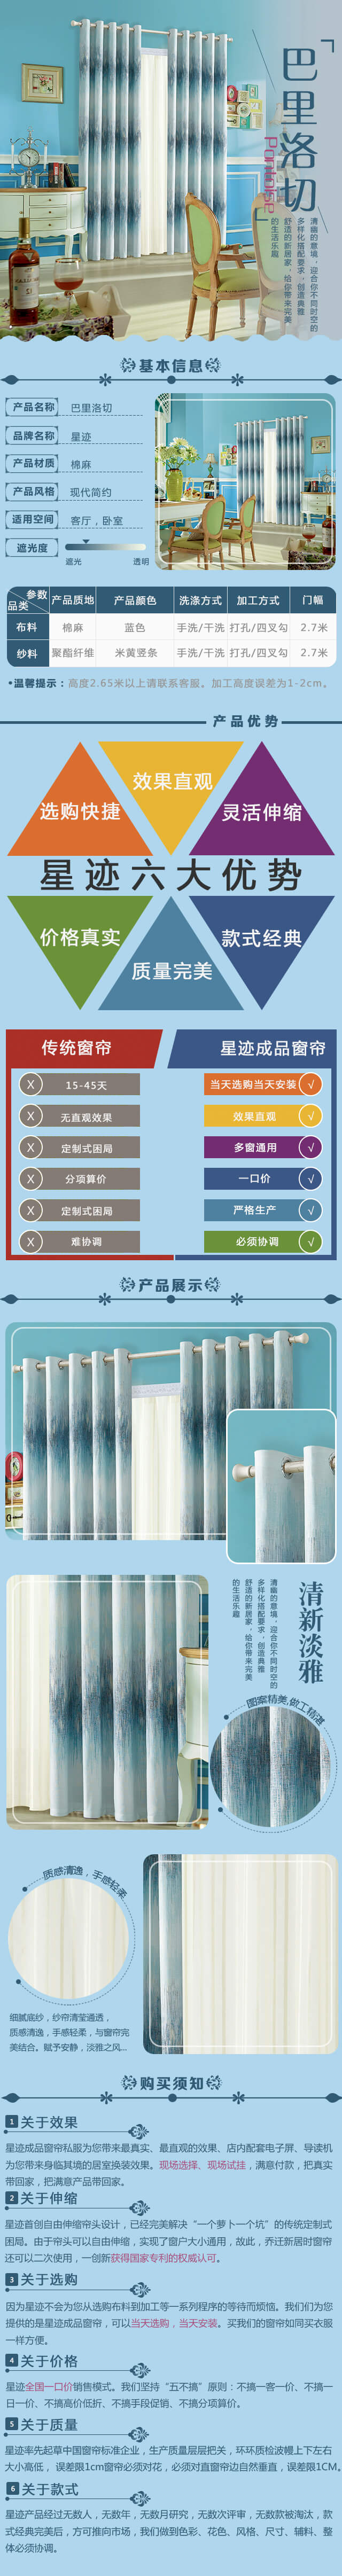 巴里洛切
Paradise
清幽的意境,迎合你不同时空的
多样化搭配要求,创造典雅
舒适的新居家,给你带来完美
的生活乐趣
基本信息
产品名称 巴里洛切
品牌名称 星迹
产品材质 棉麻
产品风格 现代简约
适用空间 客厅,卧室
遮光度
遮光 透明
参数 品类 产品质地 产品颜色 洗涤方式 加工方式 门幅
布料 棉麻 蓝色 手洗/干洗 打孔/四叉勾 2.7米
纱料 聚酯纤维 米黄竖条 手洗/干洗 打孔/四叉勾 2.7米
•温馨提示:高度2.65米以上请联系客服。加工高度误差为1-2cm。
产品优势
选购快捷 效果直观 灵活伸缩
星迹六大优势
价格真实 质量完美 款式经典
传统窗帘 星迹成品窗帘
X 15-45天 当天选购当天安装 √
X 无直观效果 效果直观 √
X 定制式困局 多窗通用 √
X 分项算价 一口价 √
X 定制式困局 严格生产 √
X 难协调 必须协调 √
产品展示
清新淡雅
清幽的意境,迎合你不同时空的
多样化搭配要求,创造典雅
舒适的新居家,给你带来完美
的生活乐趣
图案精美,做工精湛
质感清逸,手感轻柔
细腻底纱,纱帘清莹通透,
质感清逸,手感轻柔,与窗帘完
美结合。赋予安静,淡雅之风...
购买须知
1 关于效果
星迹成品窗帘私服为您带来最真实、最直观的效果、店内配套电子屏、导读机
为您带来身临其境的居室换装效果。现场选择、现场试挂,满意付款,把真实
带回家,把满意产品带回家。
2 关于伸缩
星迹首创自由伸缩帘头设计,已经完美解决“一个萝卜一个坑”的传统定制式
困局。由于帘头可以自由伸缩,实现了窗户大小通用,故此,乔迁新居时窗帘
还可以二次使用,一创新获得国家专利的权威认可。
3 关于选购
因为星迹不会为您从选购布料到加工等一系列程序的等待而烦恼。我们们为您
提供的是星迹成品窗帘,可以当天选购,当天安装。买我们的窗帘如同买衣服
一样方便。
4 关于价格
星迹全国一口价销售模式。我们坚持“五不搞”原则:不搞一客一价、不搞一
日一价、不搞高价低折、不搞手段促销、不搞分项算价。
5 关于质量
星迹率先起草中国窗帘标准企业,生产质量层层把关,环环质检波幔上下左右
大小高低, 误差限1cm窗帘必须对花,必须对直窗帘边自然垂直,误差限1CM。
6 关于款式
星迹产品经过无数人,无数年,无数月研究,无数次评审,无数款被淘汰,款
式经典完美后,方可推向市场,我们做到色彩、花色、风格、尺寸、辅料、整
体必须协调。